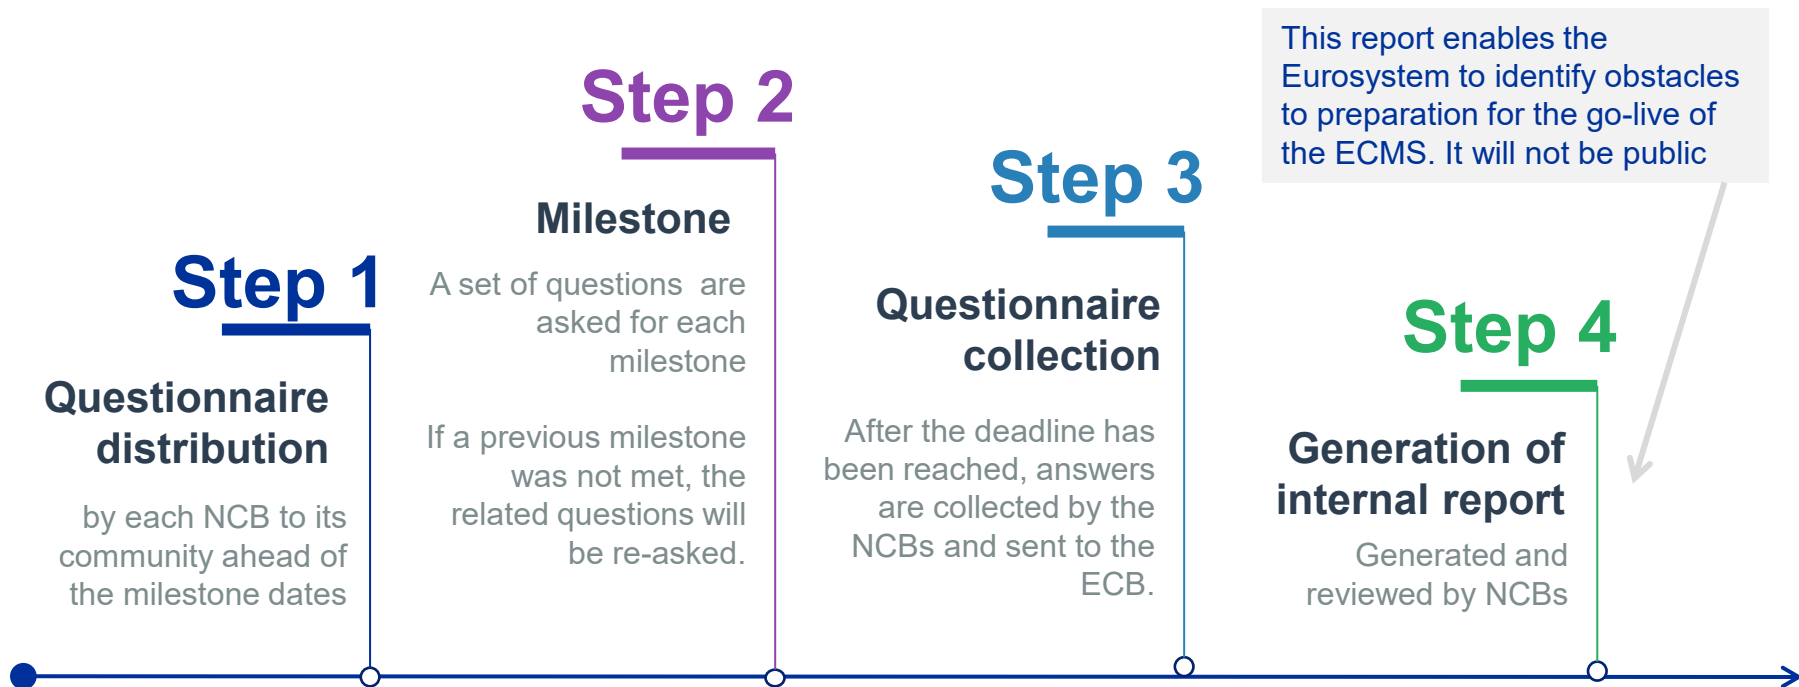 Step 1
Questionnaire
distribution
by each NCB to its
community ahead of
the milestone dates
Step 2
Milestone
A set of questions  are
asked for each
milestone
If a previous milestone
was not met, the
related questions will
be re-asked.
Step 3
Questionnaire
collection
After the deadline has
been reached, answers
are collected by the
NCBs and sent to the
ECB.
Step 4
Generation of
internal report
Generated and
reviewed by NCBs
This report enables the
Eurosystem to identify obstacles
to preparation for the go-live of
the ECMS. It will not be public